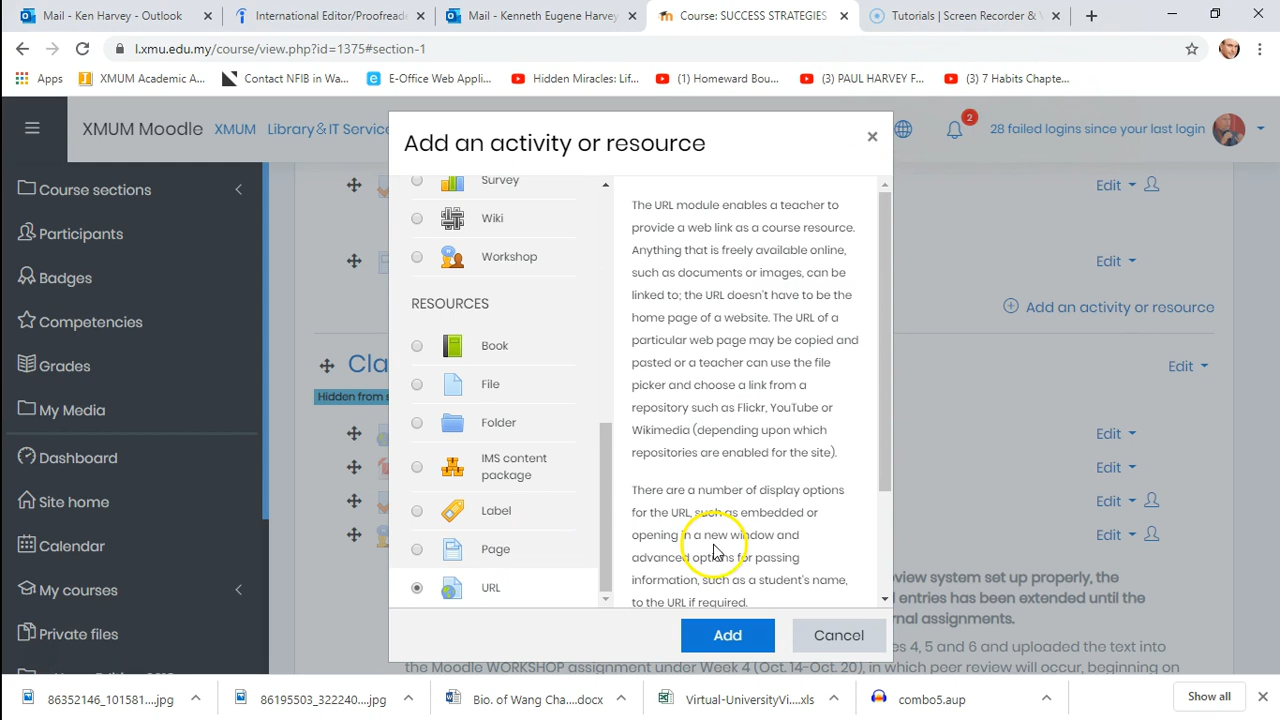 Mail - Ken Harvey - Outlook
International Editor/Proofreade
Mail - Kenneth Eugene Harvey
Course: SUCCESS STRATEGIES
Tutorials | Screen Recorder & V
l.xmu.edu.my/course/view.php?id=1375#section-1
Apps
XMUM Academic A...
Contact NFIB in Wa...
E-Office Web Applic...
Hidden Miracles: Lif...
(1) Homeward Bou...
(3) PAUL HARVEY F...
(3) 7 Habits Chapte...
XMUM Moodle
XMUM
Library & IT Service
2
28 failed logins since your last login
Course sections
Participants
Badges
Competencies
Grades
My Media
Dashboard
Site home
Calendar
My courses
Private files
Add an activity or resource
Survey
Wiki
Workshop
RESOURCES
Book
File
Folder
IMS content
package
Label
Page
URL
The URL module enables a teacher to
provide a web link as a course resource.
Anything that is freely available online,
such as documents or images, can be
linked to; the URL doesn't have to be the
home page of a website. The URL of a
particular web page may be copied and
pasted or a teacher can use the file
picker and choose a link from a
repository such as Flickr, YouTube or
Wikimedia (depending upon which
repositories are enabled for the site).
There are a number of display options
for the URL, such as embedded or
opening in a new window and
advanced options for passing
information, such as a student's name,
to the URL if required.
Add
Cancel
Edit
Edit
Add an activity or resource
Cla
Edit
Hidden from s
Edit
Edit
Edit
Edit
view system set up properly, the
l entries has been extended until the
rnal assignments.
es 4, 5 and 6 and uploaded the text into
the Moodle WORKSHOP assignment under Week 4 (Oct. 14-Oct. 20), in which peer review will occur, beginning on
86352146_101581....jpg
86195503_322240....jpg
Bio. of Wang Cha....docx
Virtual-UniversityVi....xls
combo5.aup
Show all